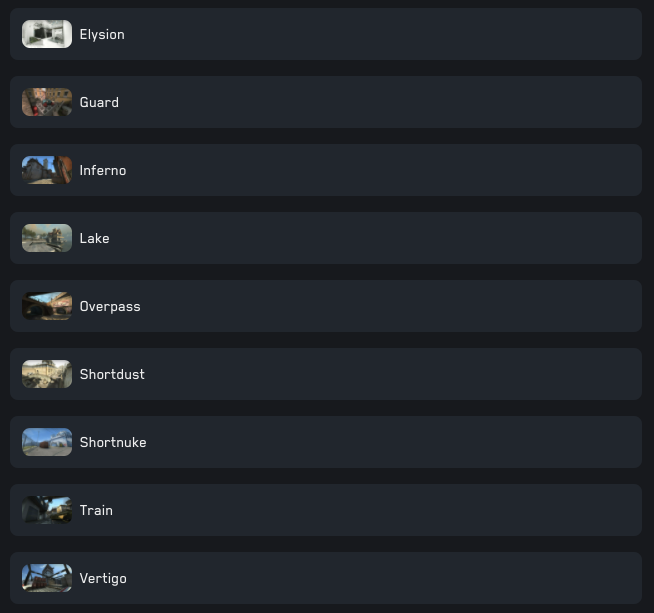 Elysion
Guard
Inferno
Lake
Overpass
Shortdust
Shortnuke
Train
Vertigo